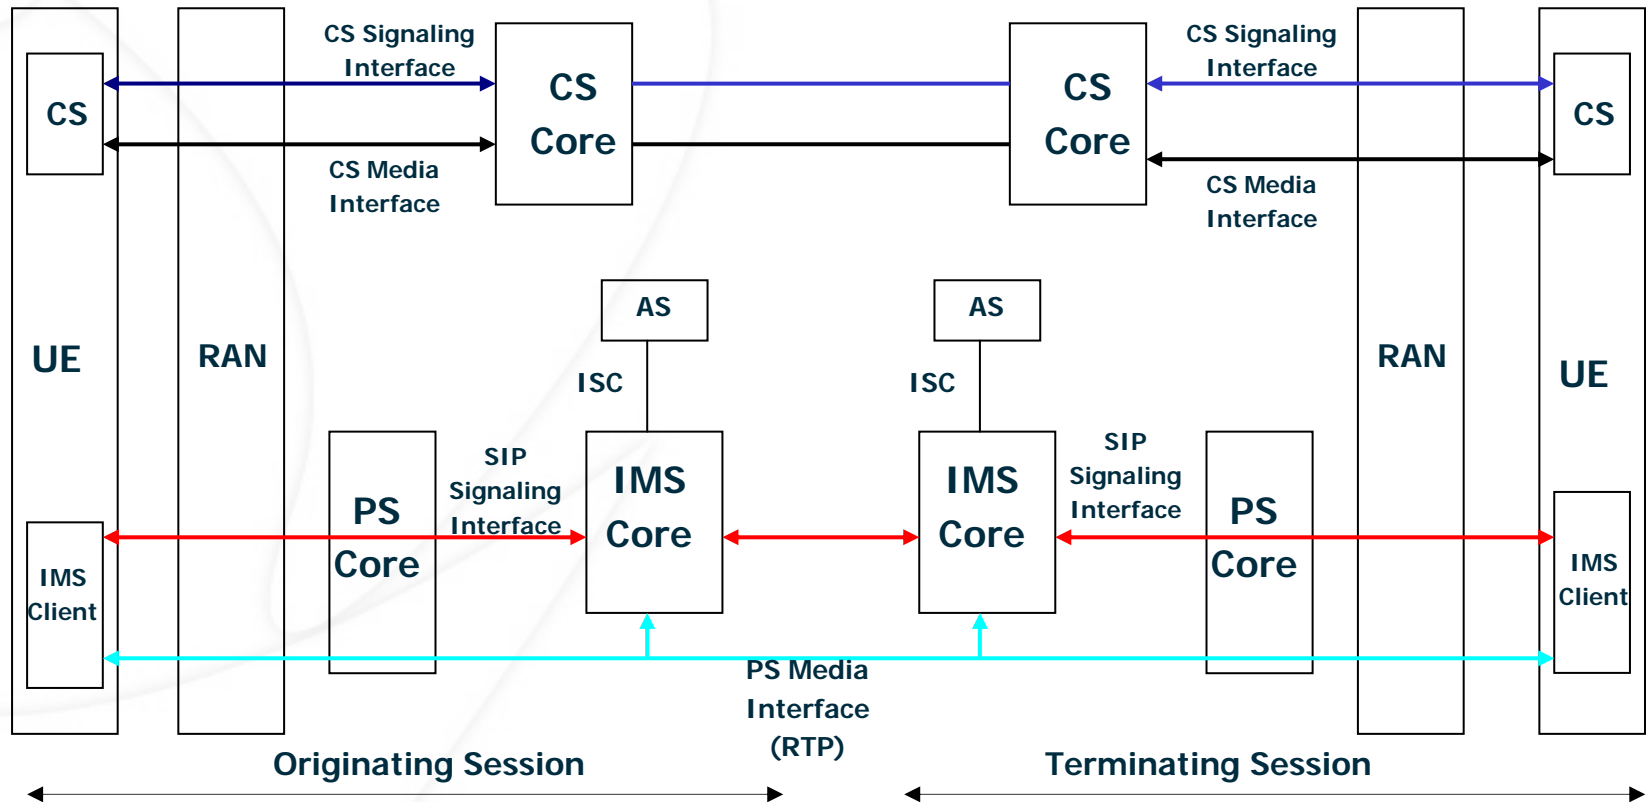 CS Signaling
Interface
CS Signaling
Interface
CS
CS
Core
CS
Core
CS
CS Media
Interface
CS Media
Interface
AS
AS
ISC
ISC
UE
RAN
RAN
UE
SIP
Signaling
Interface
SIP
Signaling
Interface
PS
Core
IMS
Core
IMS
Core
PS
Core
IMS
Client
IMS
Client
PS Media
Interface
(RTP)
Originating Session
Terminating Session